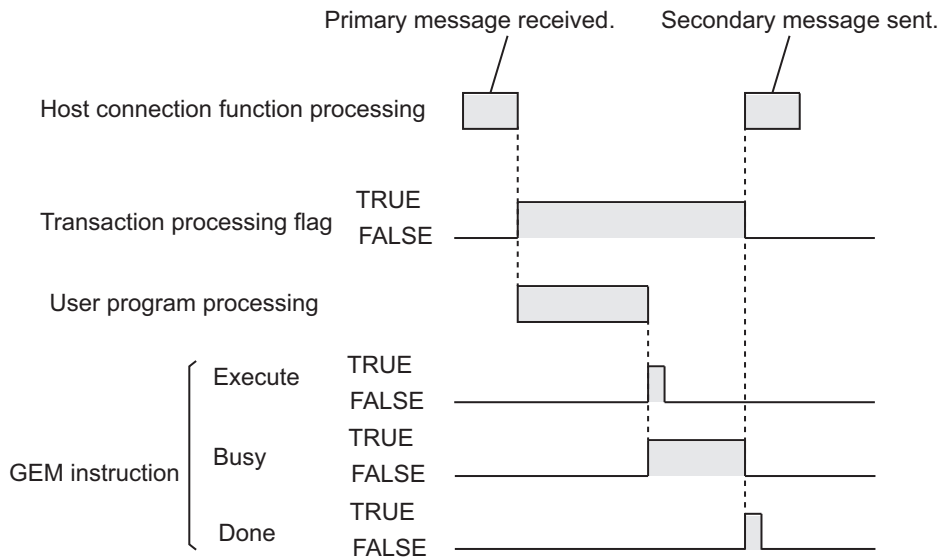 Primary message received.
Secondary message sent.
Host connection function processing
Transaction processing flag
TRUE
FALSE
User program processing
GEM instruction
Execute
TRUE
FALSE
Busy
TRUE
FALSE
Done
TRUE
FALSE